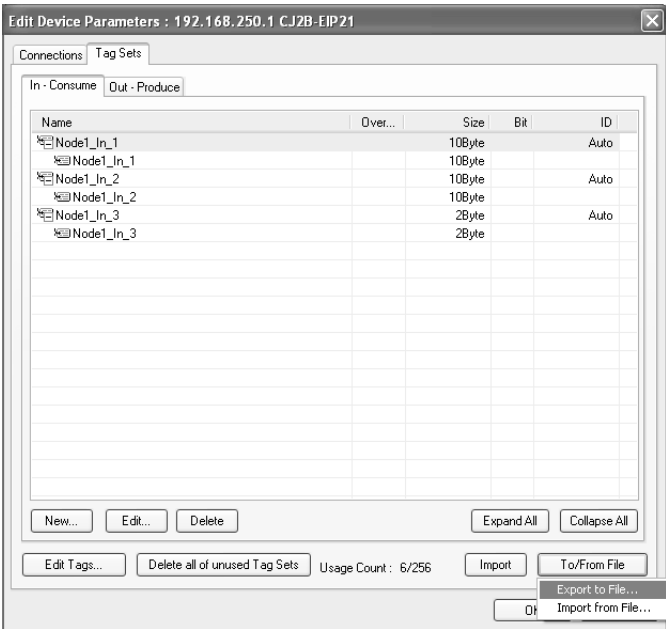 Edit Device Parameters : 192.168.250.1 CJ2B-EIP21
Connections Tag Sets
In - Consume Out - Produce
Name Over... Size Bit ID
Node1_In_1 10Byte Auto
Node1_In_1 10Byte
Node1_In_2 10Byte Auto
Node1_In_2 10Byte
Node1_In_3 2Byte Auto
Node1_In_3 2Byte
New... Edit... Delete Expand All Collapse All
Edit Tags... Delete all of unused Tag Sets Usage Count : 6/256 Import To/From File
Export to File...
Import from File...